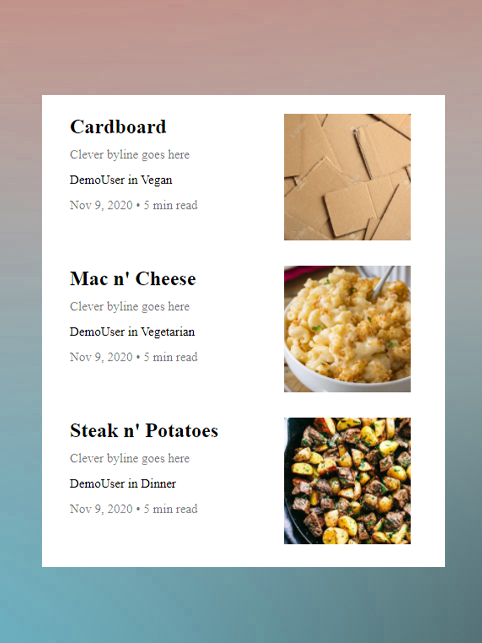 Cardboard
Clever byline goes here
DemoUser in Vegan
Nov 9, 2020 • 5 min read
Mac n' Cheese
Clever byline goes here
DemoUser in Vegetarian
Nov 9, 2020 • 5 min read
Steak n' Potatoes
Clever byline goes here
DemoUser in Dinner
Nov 9, 2020 • 5 min read